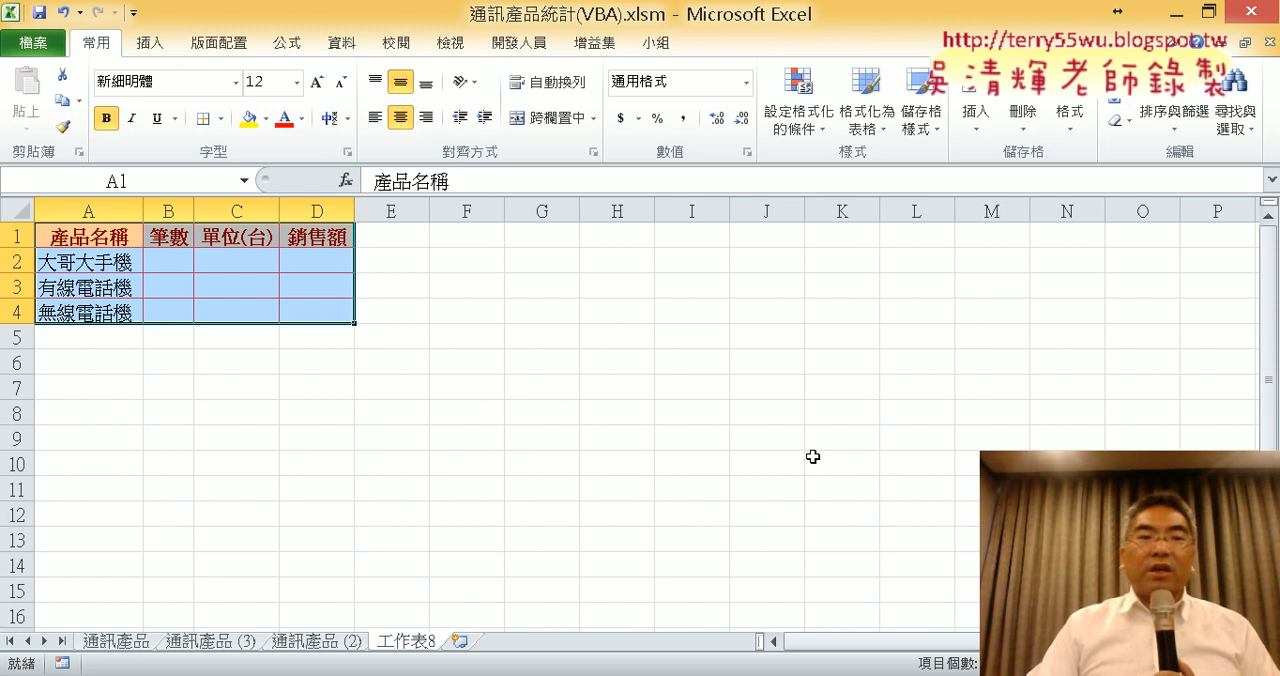 通訊產品統計(VBA).xlsm - Microsoft Excel
檔案 常用 插入 版面配置 公式 資料 校閱 檢視 開發人員 增益集 小組
http://terry55wu.blogspot.tw
吳清輝老師錄製
新細明體 12 自動換列 通用格式
貼上 跨欄置中 設定格式化的條件 格式化為表格 儲存格樣式 插入 刪除 格式 排序與篩選 尋找與選取
剪貼簿 字型 對齊方式 數值 樣式 儲存格 編輯
A1 fx 產品名稱
A B C D E F G H I J K L M N O P
1 產品名稱 筆數 單位(台) 銷售額
2 大哥大手機
3 有線電話機
4 無線電話機
5
6
7
8
9
10
11
12
13
14
15
16
通訊產品 通訊產品 (3) 通訊產品 (2) 工作表8
就緒 項目個數: